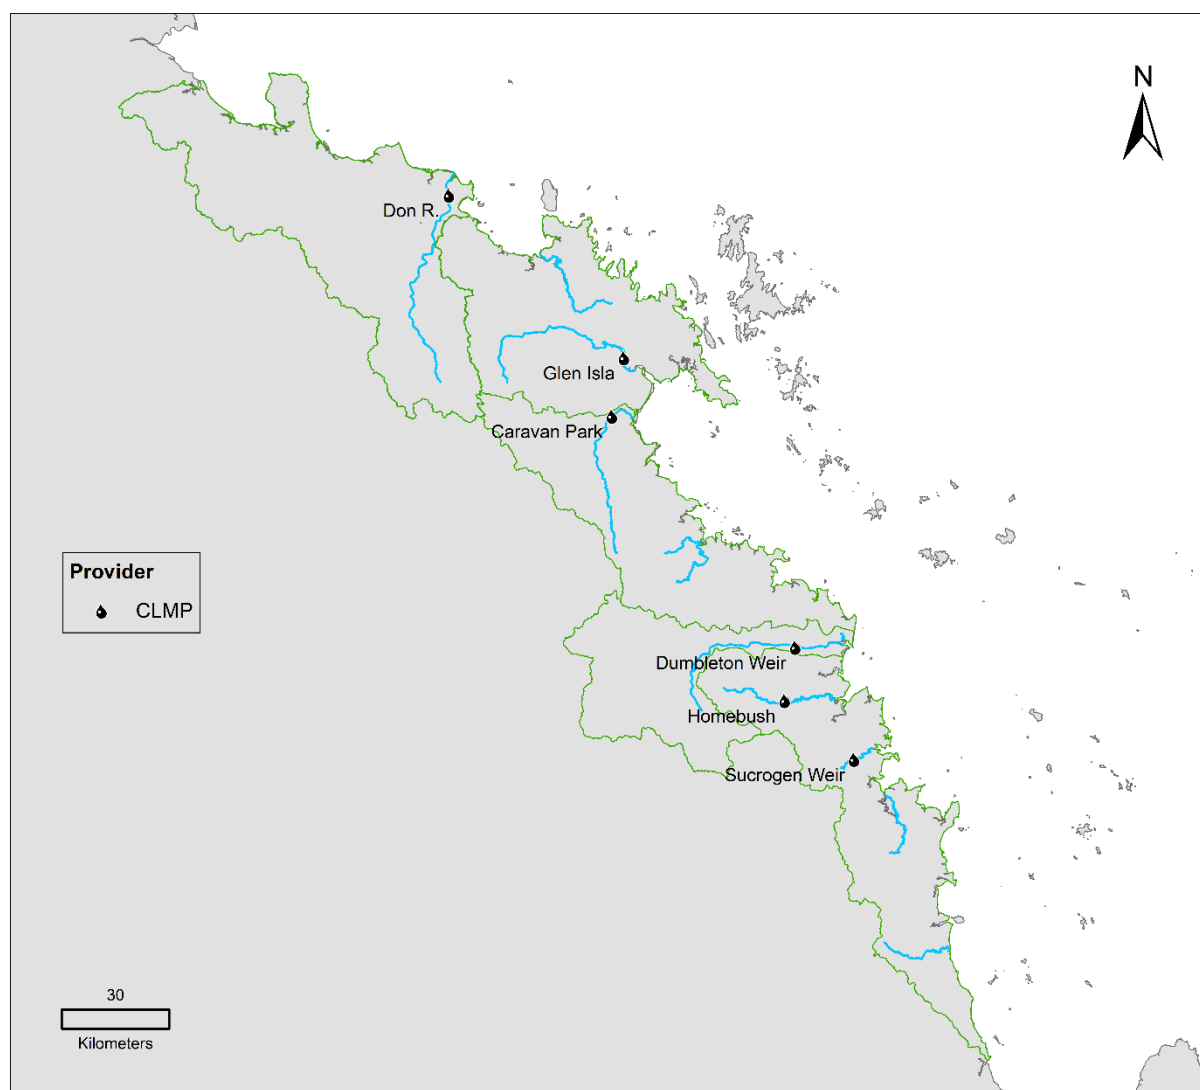 N
Don R.
Glen Isla
Caravan Park
Provider
CLMP
Dumbleton Weir
Homebush
Sucrogen Weir
30
Kilometers